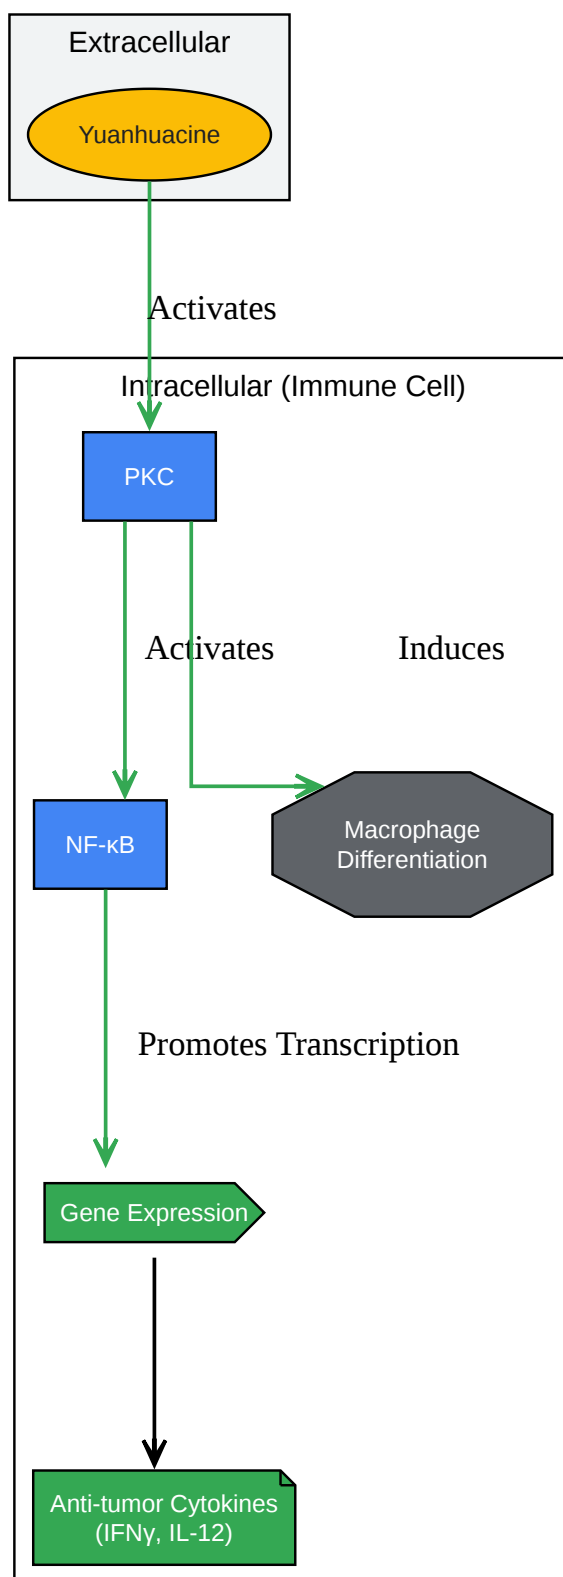 Extracellular
Yuanhuacine
Activates
Intracellular (Immune Cell)
PKC
Activates
Induces
NF-κB
Macrophage
Differentiation
Promotes Transcription
Gene Expression
Anti-tumor Cytokines
(IFNγ, IL-12)